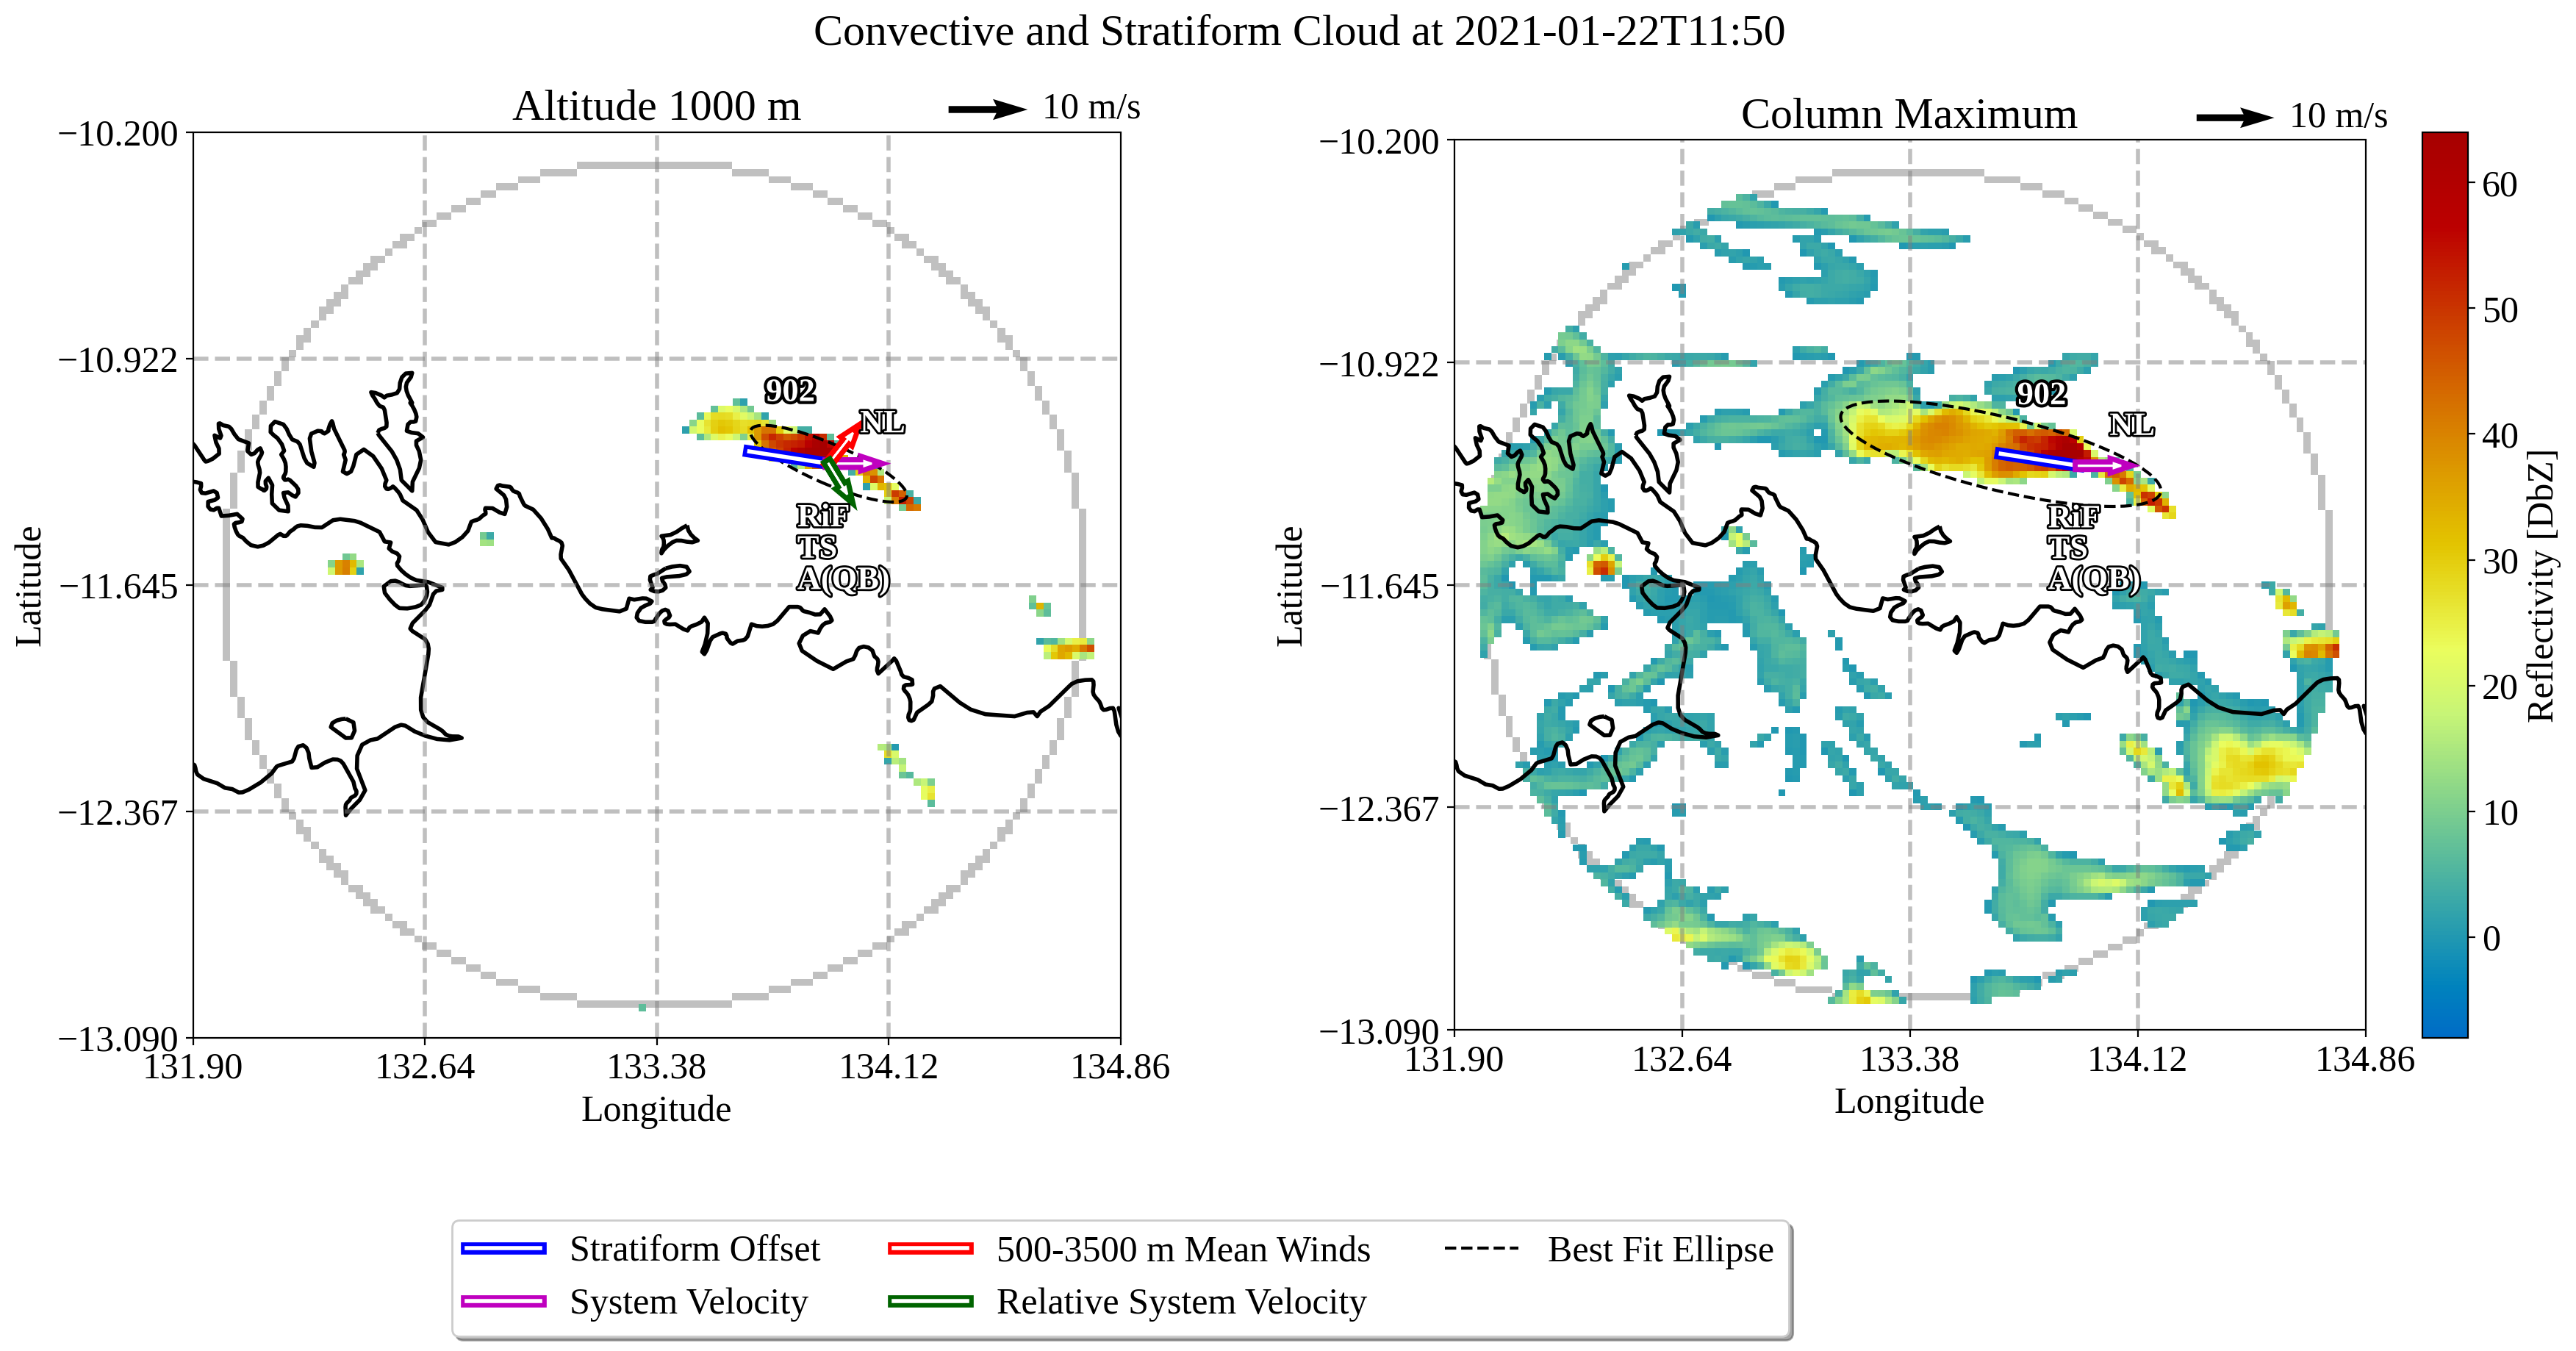 Convective and Stratiform Cloud at 2021-01-22T11:50
Altitude 1000 m
10 m/s
−10.200
−10.922
−11.645
−12.367
−13.090
Latitude
131.90
132.64
133.38
134.12
134.86
Longitude
902
NL
RiF
TS
A(QB)
Column Maximum
10 m/s
−10.200
−10.922
−11.645
−12.367
−13.090
Latitude
131.90
132.64
133.38
134.12
134.86
Longitude
902
NL
RiF
TS
A(QB)
60
50
40
30
20
10
0
Reflectivity [DbZ]
Stratiform Offset
System Velocity
500-3500 m Mean Winds
Relative System Velocity
Best Fit Ellipse